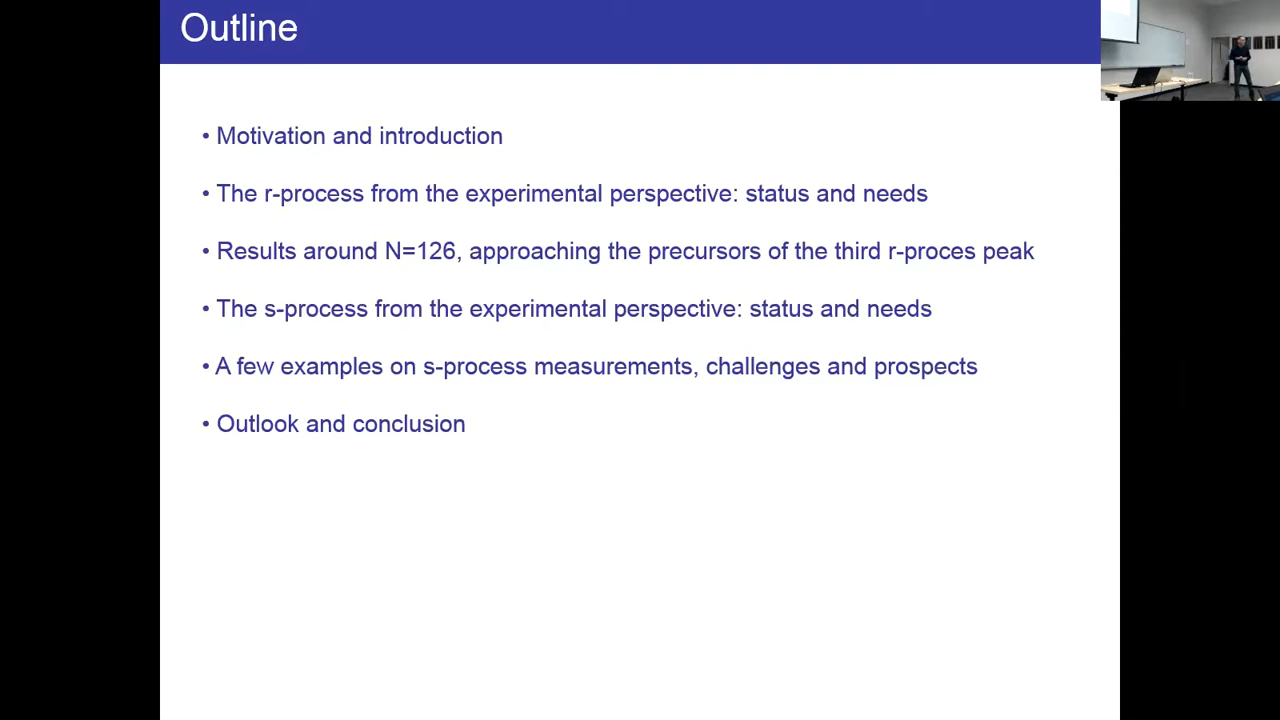 Outline
• Motivation and introduction
• The r-process from the experimental perspective: status and needs
• Results around N=126, approaching the precursors of the third r-proces peak
• The s-process from the experimental perspective: status and needs
• A few examples on s-process measurements, challenges and prospects
• Outlook and conclusion